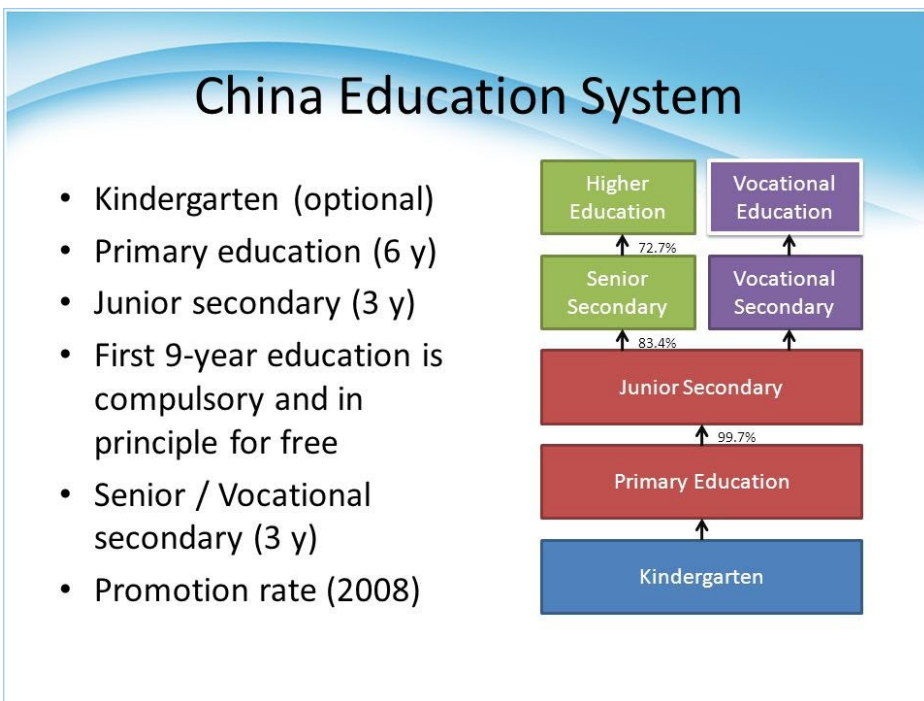 China Education System
• Kindergarten (optional)
• Primary education (6 y)
• Junior secondary (3 y)
• First 9-year education is
compulsory and in
principle for free
• Senior / Vocational
secondary (3 y)
• Promotion rate (2008)
Higher
Education
Vocational
Education
72.7%
Senior
Secondary
Vocational
Secondary
83.4%
Junior Secondary
99.7%
Primary Education
Kindergarten